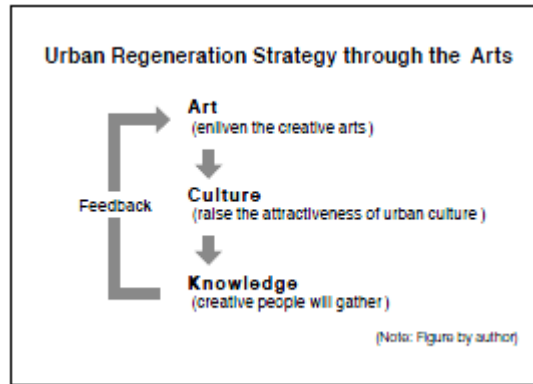 Urban Regeneration Strategy through the Arts
Art
(enliven the creative arts)
Feedback
Culture
(raise the attractiveness of urban culture)
Knowledge
(creative people will gather)
(Note: Figure by author)